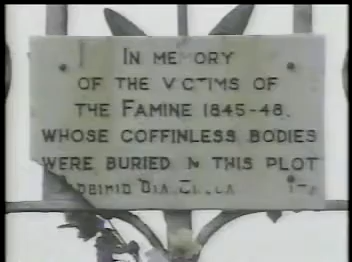 IN MEMORY
OF THE VICTIMS OF
THE FAMINE 1845-48.
WHOSE COFFINLESS BODIES
WERE BURIED IN THIS PLOT